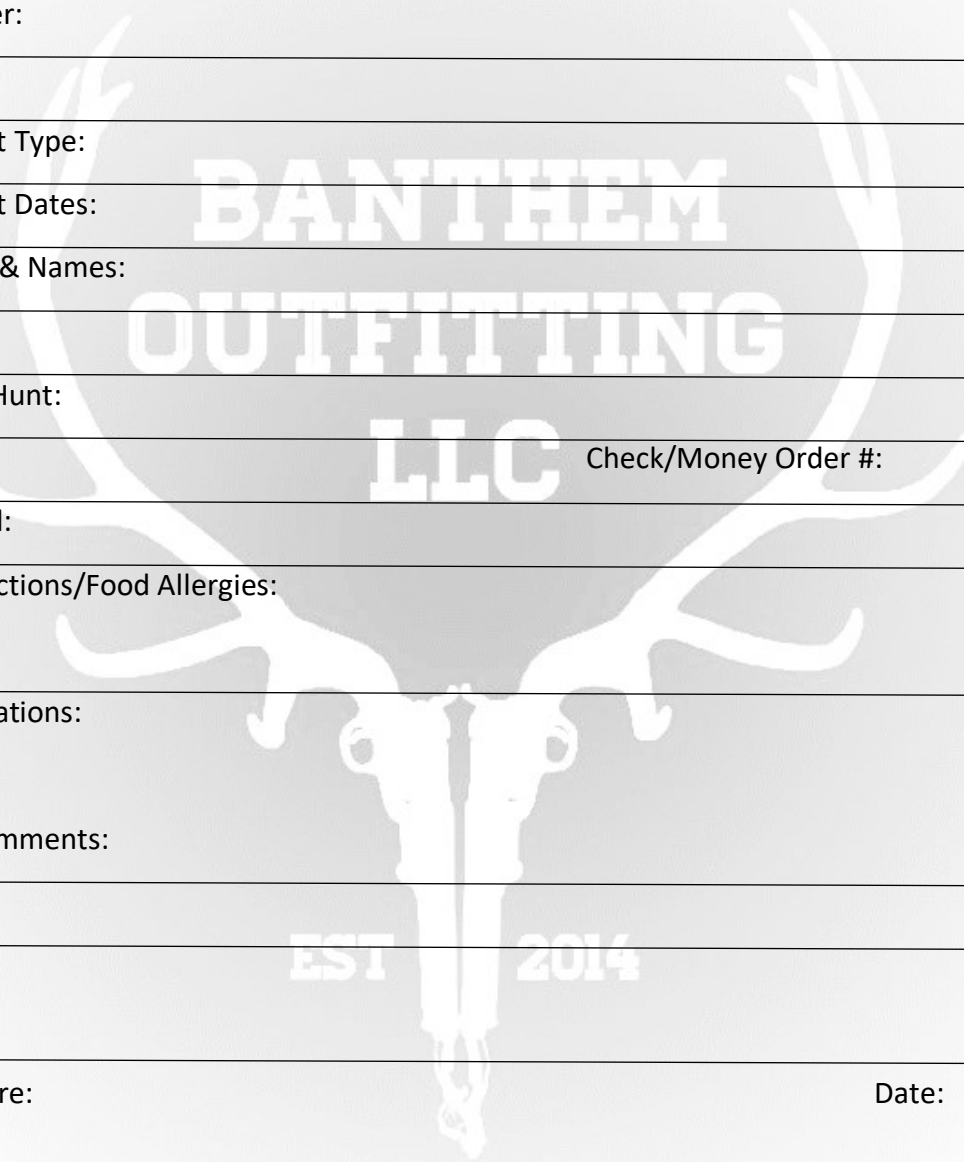 er:
t Type:
BANTHEM
t Dates:
& Names:
OUTFITTING
Hunt:
LLC
Check/Money Order #:
l:
ctions/Food Allergies:
ations:
mments:
EST 2014
re:
Date: